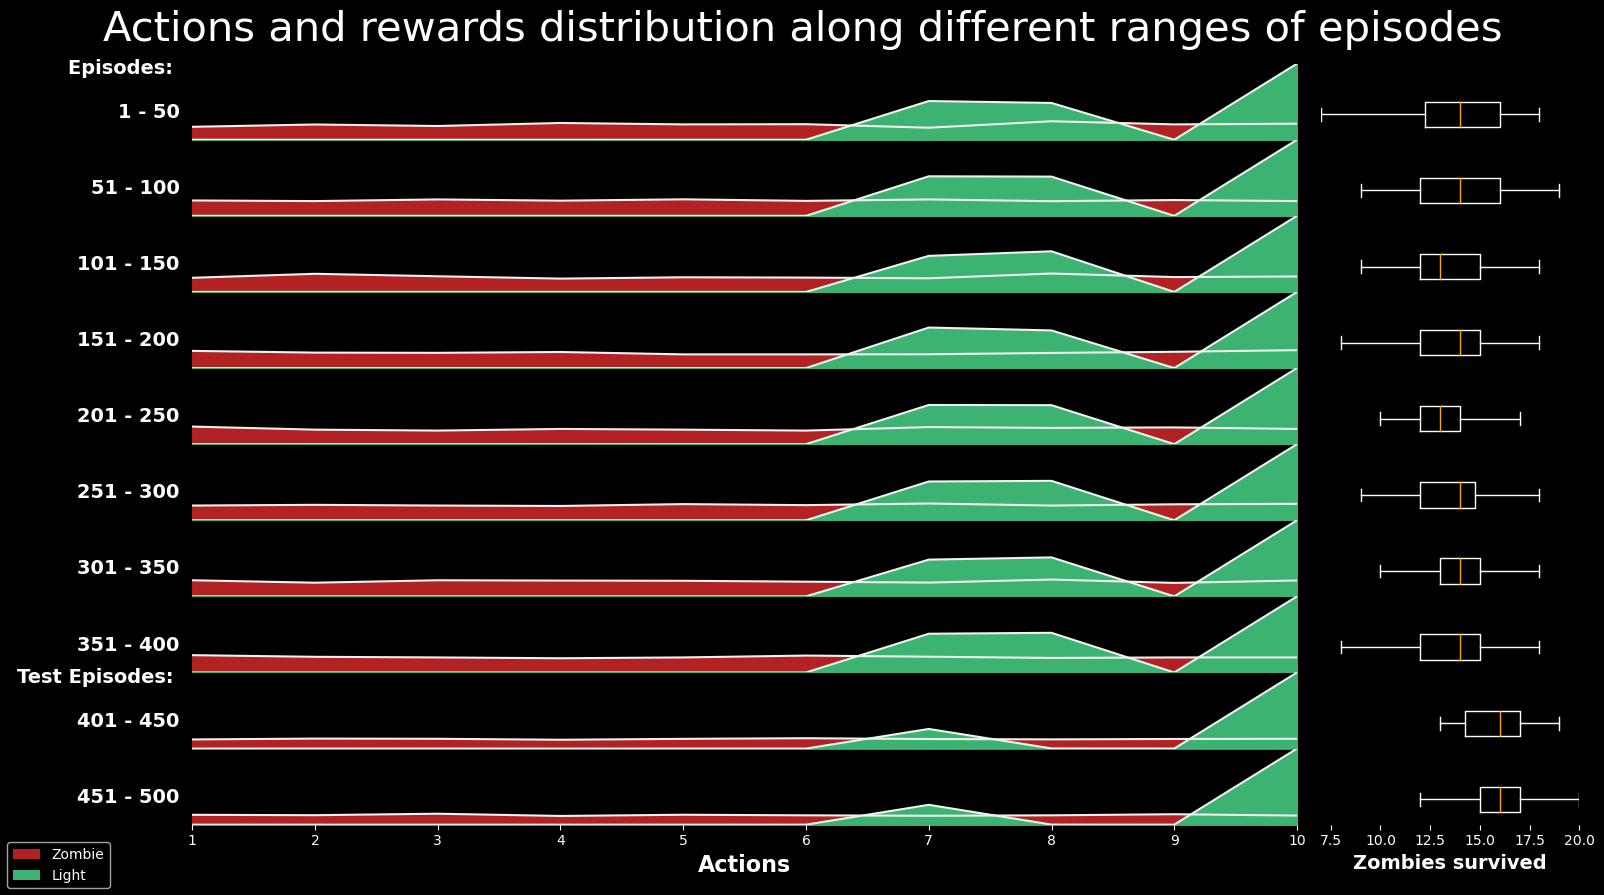 Actions and rewards distribution along different ranges of episodes
Episodes:
1 - 50
51 - 100
101 - 150
151 - 200
201 - 250
251 - 300
301 - 350
351 - 400
Test Episodes:
401 - 450
451 - 500
1 2 3 4 5 6 7 8 9 10
7.5 10.0 12.5 15.0 17.5 20.0
Actions
Zombies survived
Zombie
Light